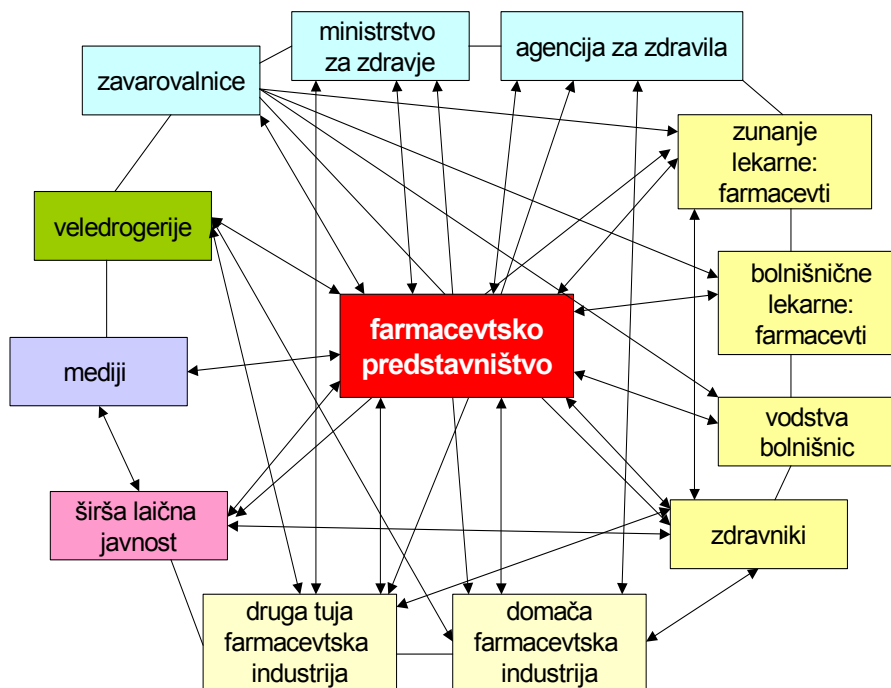 ministrstvo
za zdravje
agencija za zdravila
zavarovalnice
zunanje
lekarne:
farmacevti
veledrogerije
bolnišnične
lekarne:
farmacevti
farmacevtsko
predstavništvo
mediji
vodstva
bolnišnic
širša laična
javnost
zdravniki
druga tuja
farmacevtska
industrija
domača
farmacevtska
industrija